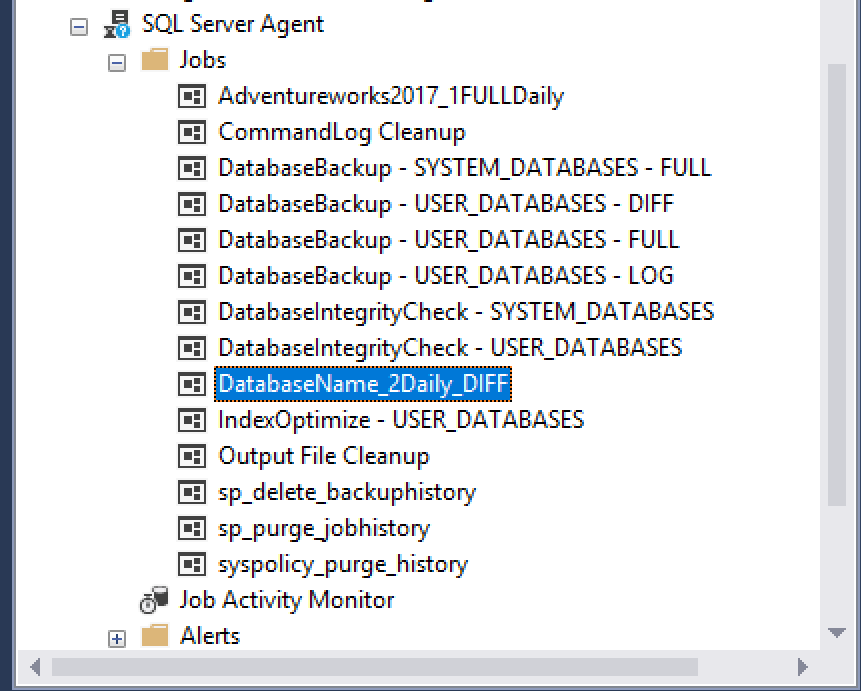 SQL Server Agent
Jobs
Adventureworks2017_1FULLDaily
CommandLog Cleanup
DatabaseBackup - SYSTEM_DATABASES - FULL
DatabaseBackup - USER_DATABASES - DIFF
DatabaseBackup - USER_DATABASES - FULL
DatabaseBackup - USER_DATABASES - LOG
DatabaseIntegrityCheck - SYSTEM_DATABASES
DatabaseIntegrityCheck - USER_DATABASES
DatabaseName_2Daily_DIFF
IndexOptimize - USER_DATABASES
Output File Cleanup
sp_delete_backuphistory
sp_purge_jobhistory
syspolicy_purge_history
Job Activity Monitor
Alerts